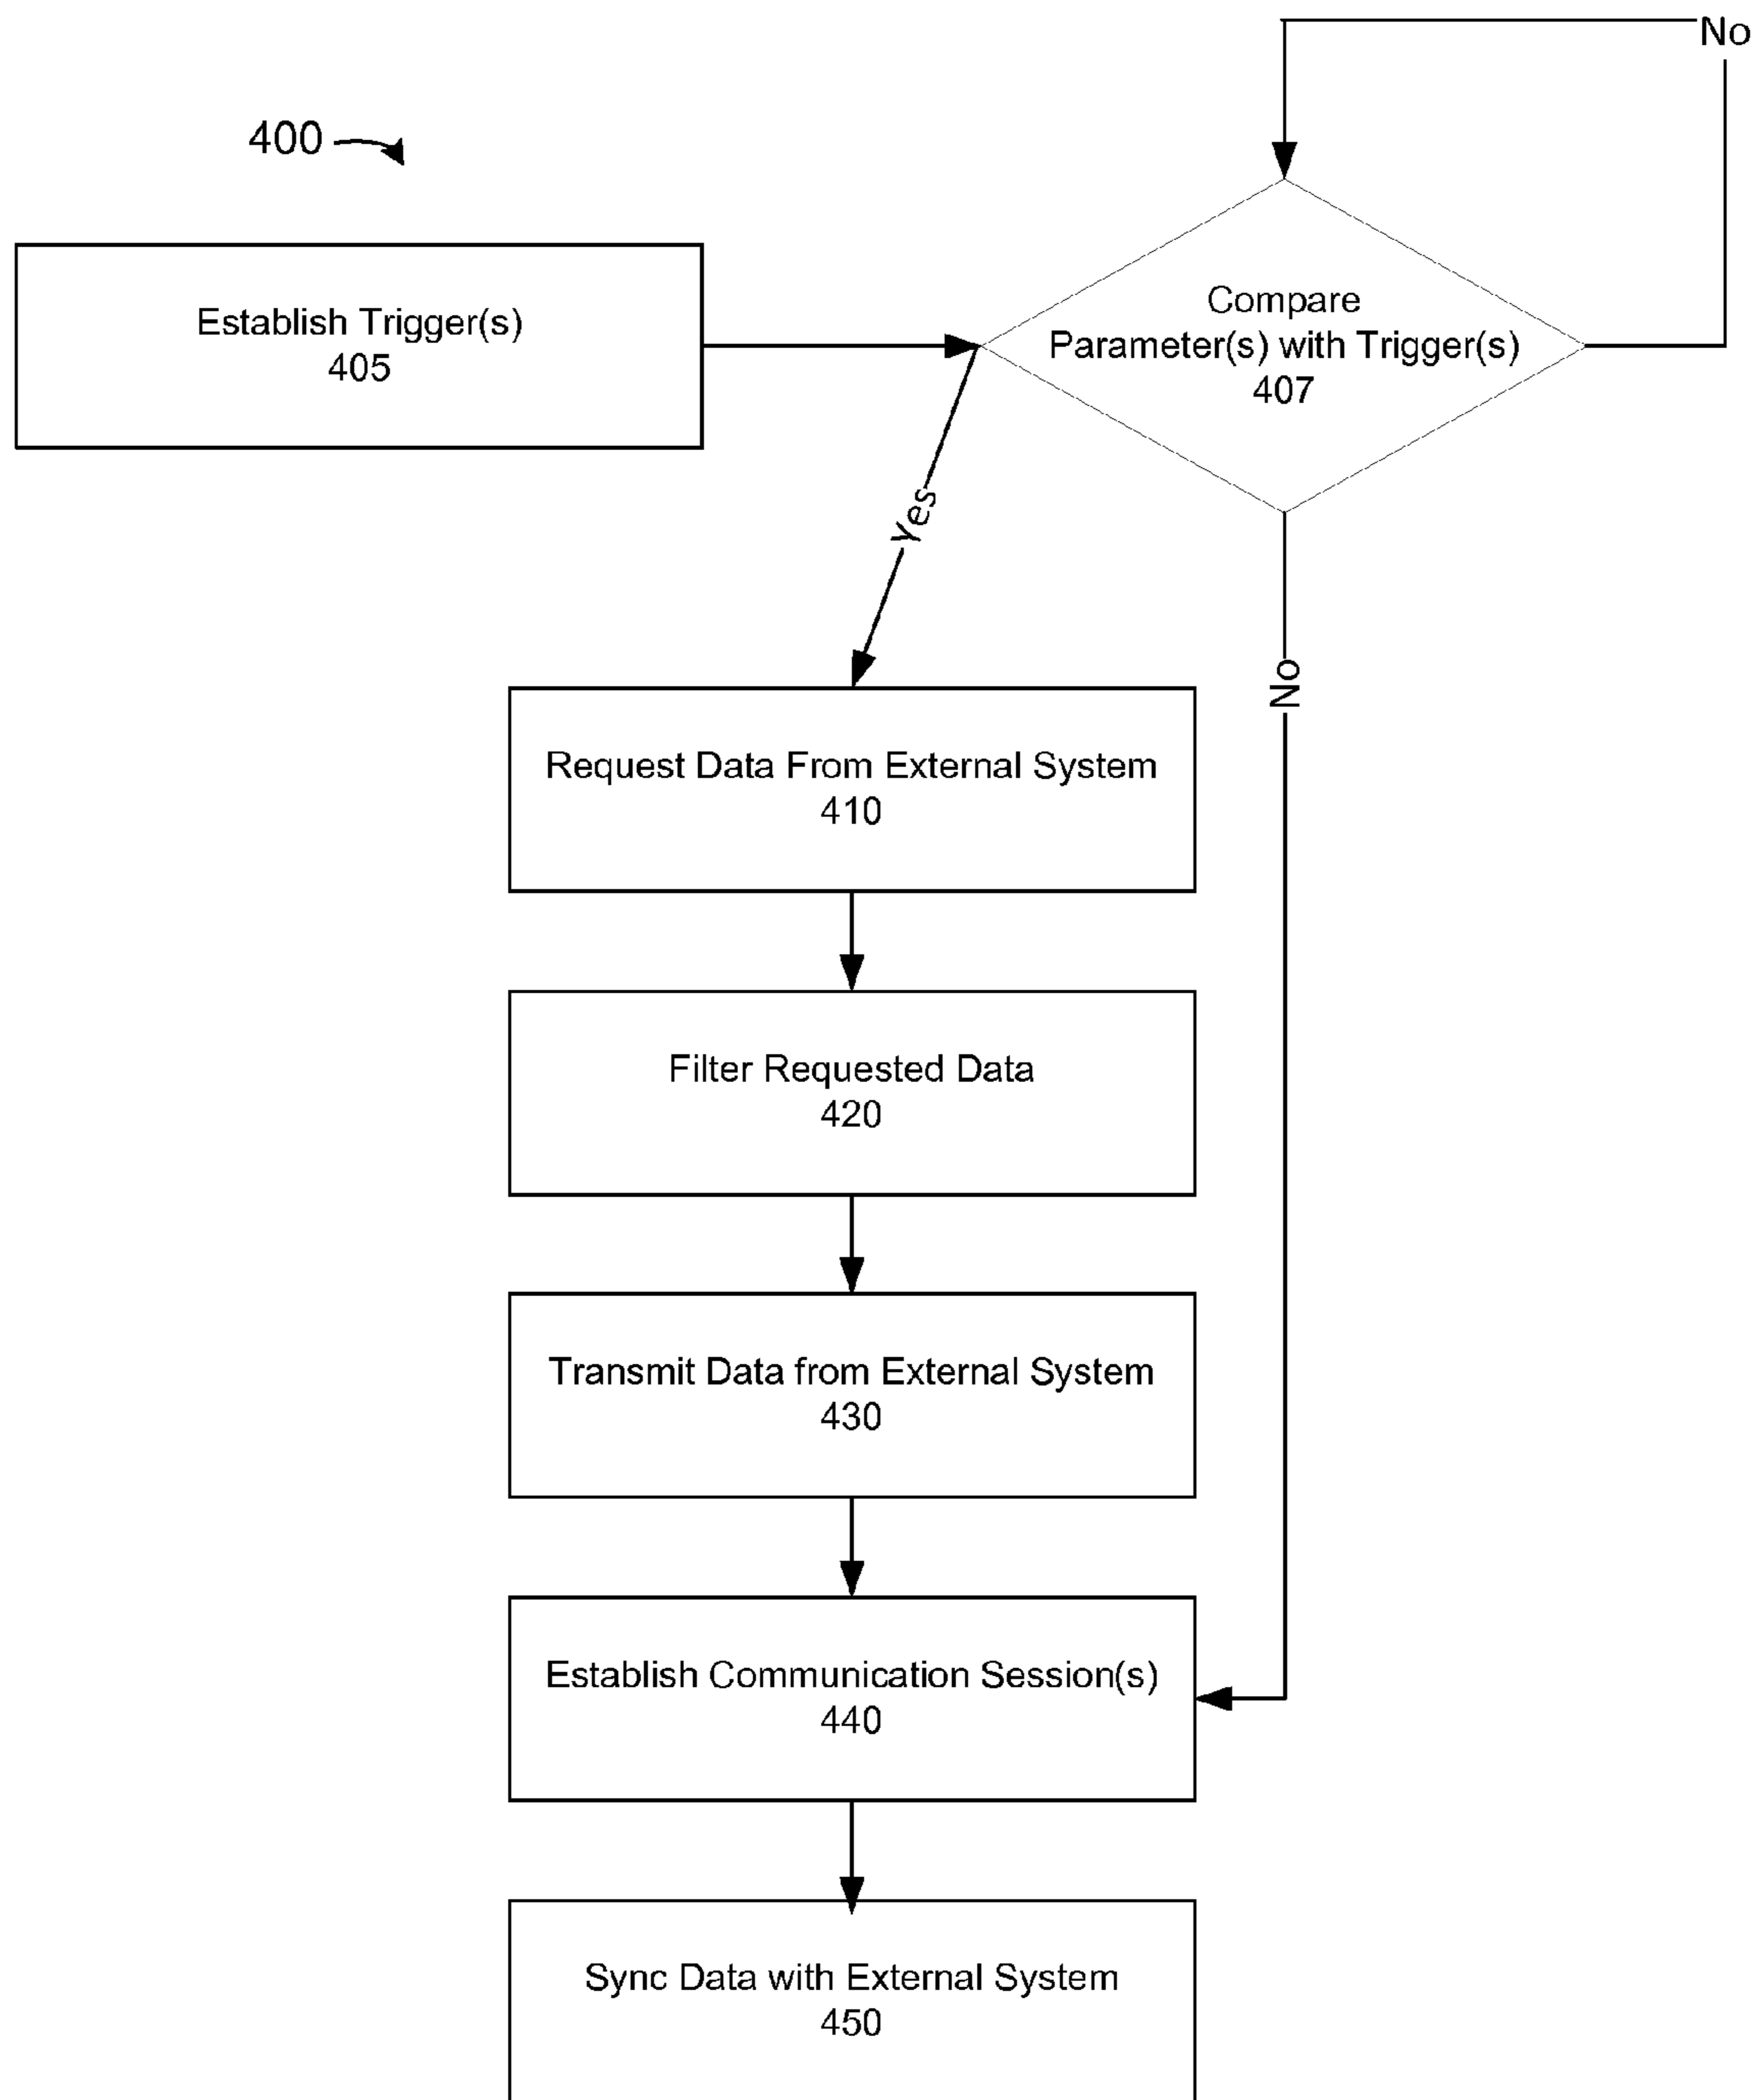 No
400
Establish Trigger(s)
405
Compare
Parameter(s) with Trigger(s)
407
Yes
No
Request Data From External System
410
Filter Requested Data
420
Transmit Data from External System
430
Establish Communication Session(s)
440
Sync Data with External System
450